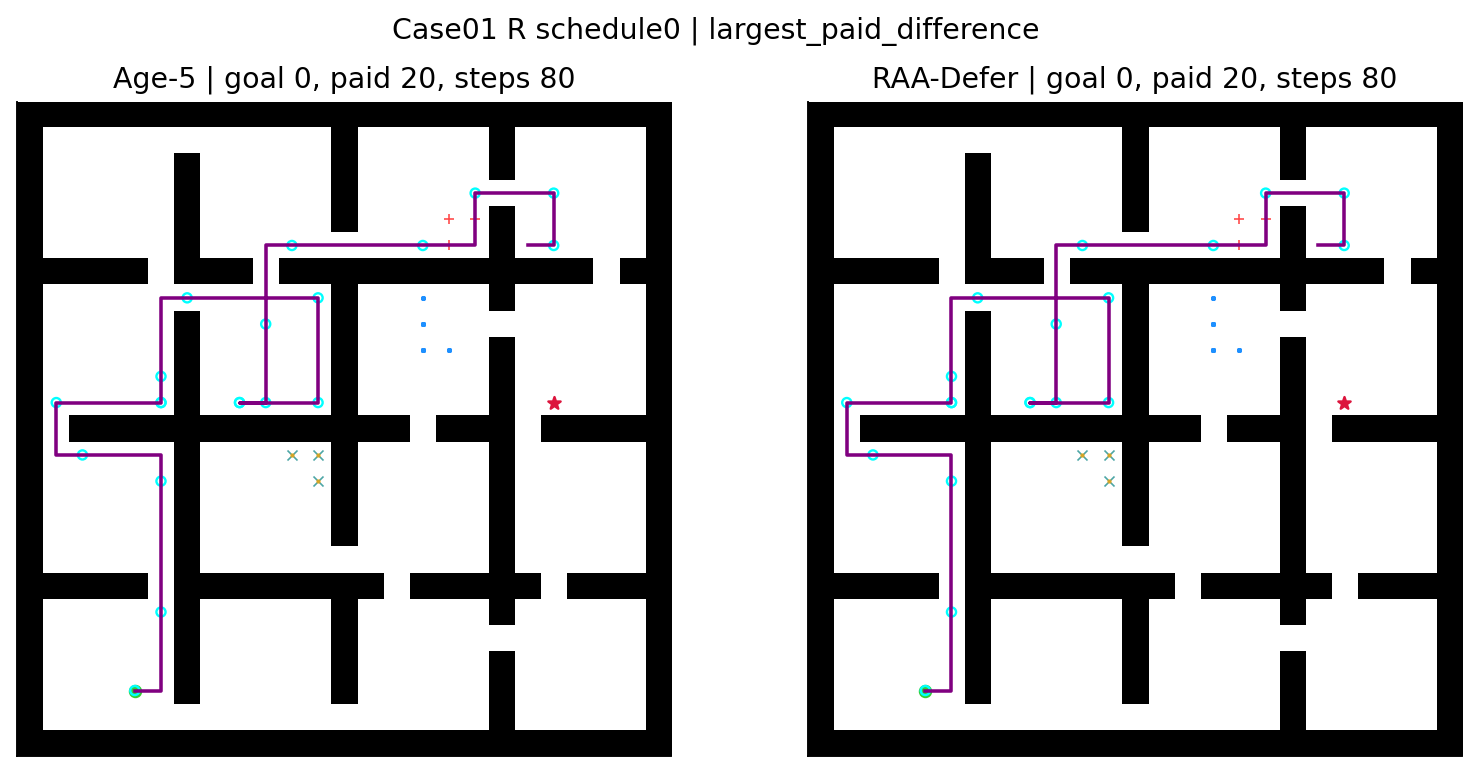 Case01 R schedule0 | largest_paid_difference
Age-5 | goal 0, paid 20, steps 80
RAA-Defer | goal 0, paid 20, steps 80